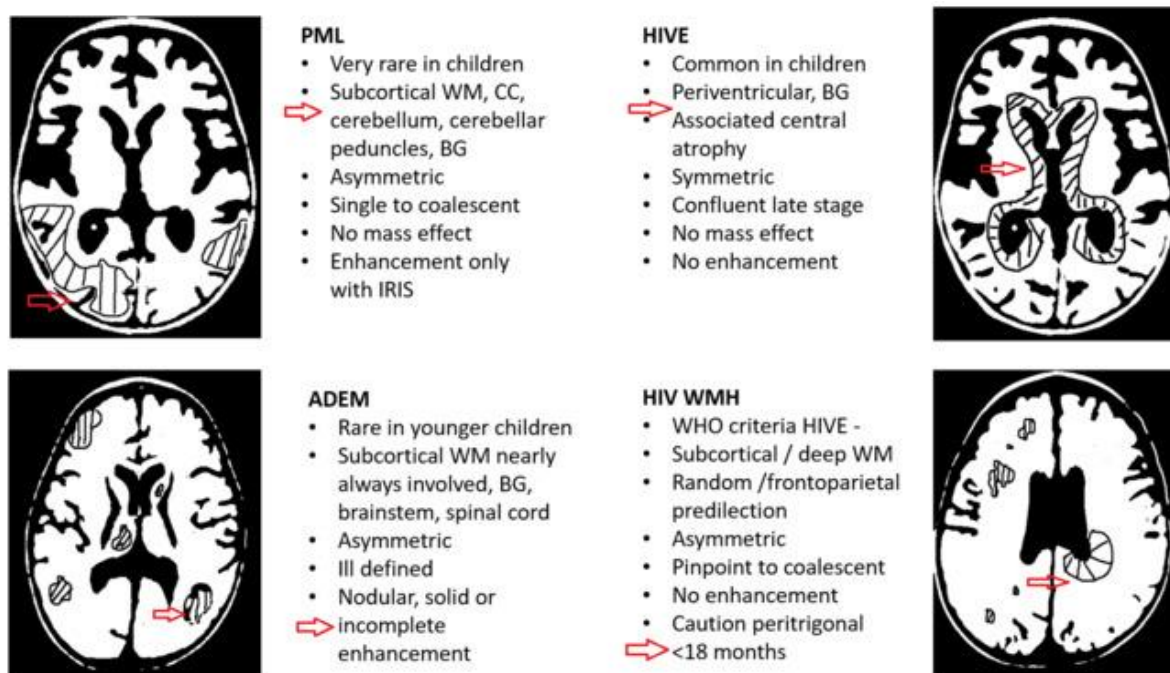 PML
• Very rare in children
• Subcortical WM, CC,
cerebellum, cerebellar
peduncles, BG
• Asymmetric
• Single to coalescent
• No mass effect
• Enhancement only
with IRIS
HIVE
• Common in children
• Periventricular, BG
• Associated central
atrophy
• Symmetric
• Confluent late stage
• No mass effect
• No enhancement
ADEM
• Rare in younger children
• Subcortical WM nearly
always involved, BG,
brainstem, spinal cord
• Asymmetric
• Ill defined
• Nodular, solid or
incomplete
enhancement
HIV WMH
• WHO criteria HIVE -
• Subcortical / deep WM
• Random /frontoparietal
predilection
• Asymmetric
• Pinpoint to coalescent
• No enhancement
• Caution peritrigonal
<18 months